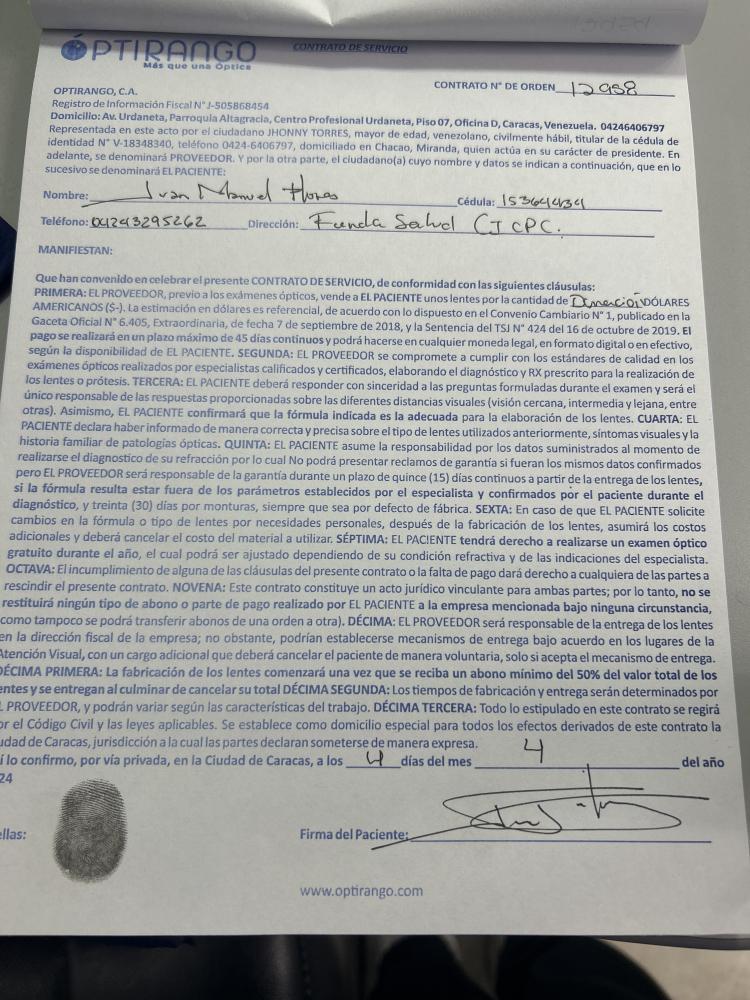 ÓPTIRANGO
Más que una Óptica
CONTRATO DE SERVICIO
CONTRATO N° DE ORDEN 12958
OPTIRANGO, C.A.
Registro de Información Fiscal N° J-505868454
Domicilio: Av. Urdaneta, Parroquia Altagracia, Centro Profesional Urdaneta, Piso 07, Oficina D, Caracas, Venezuela. 04246406797
Representada en este acto por el ciudadano JHONNY TORRES, mayor de edad, venezolano, civilmente hábil, titular de la cédula de
identidad N° V-18348340, teléfono 0424-6406797, domiciliado en Chacao, Miranda, quien actúa en su carácter de presidente. En
adelante, se denominará PROVEEDOR. Y por la otra parte, el ciudadano(a) cuyo nombre y datos se indican a continuación, que en lo
sucesivo se denominará EL PACIENTE:
Nombre: Ivan Manuel Flores Cédula: 15364434
Teléfono: 04243295262 Dirección: Funda Salud CICPC.
MANIFIESTAN:
Que han convenido en celebrar el presente CONTRATO DE SERVICIO, de conformidad con las siguientes cláusulas:
PRIMERA: EL PROVEEDOR, previo a los exámenes ópticos, vende a EL PACIENTE unos lentes por la cantidad de Donación DÓLARES
AMERICANOS ($-). La estimación en dólares es referencial, de acuerdo con lo dispuesto en el Convenio Cambiario N° 1, publicado en la
Gaceta Oficial N° 6.405, Extraordinaria, de fecha 7 de septiembre de 2018, y la Sentencia del TSJ N° 424 del 16 de octubre de 2019. El
pago se realizará en un plazo máximo de 45 días continuos y podrá hacerse en cualquier moneda legal, en formato digital o en efectivo,
según la disponibilidad de EL PACIENTE. SEGUNDA: EL PROVEEDOR se compromete a cumplir con los estándares de calidad en los
exámenes ópticos realizados por especialistas calificados y certificados, elaborando el diagnóstico y RX prescrito para la realización de
los lentes o prótesis. TERCERA: EL PACIENTE deberá responder con sinceridad a las preguntas formuladas durante el examen y será el
único responsable de las respuestas proporcionadas sobre las diferentes distancias visuales (visión cercana, intermedia y lejana, entre
otras). Asimismo, EL PACIENTE confirmará que la fórmula indicada es la adecuada para la elaboración de los lentes. CUARTA: EL
PACIENTE declara haber informado de manera correcta y precisa sobre el tipo de lentes utilizados anteriormente, síntomas visuales y la
historia familiar de patologías ópticas. QUINTA: EL PACIENTE asume la responsabilidad por los datos suministrados al momento de
realizarse el diagnostico de su refracción por lo cual No podrá presentar reclamos de garantía si fueran los mismos datos confirmados
pero EL PROVEEDOR será responsable de la garantía durante un plazo de quince (15) días continuos a partir de la entrega de los lentes,
si la fórmula resulta estar fuera de los parámetros establecidos por el especialista y confirmados por el paciente durante el
diagnóstico, y treinta (30) días por monturas, siempre que sea por defecto de fábrica. SEXTA: En caso de que EL PACIENTE solicite
cambios en la fórmula o tipo de lentes por necesidades personales, después de la fabricación de los lentes, asumirá los costos
adicionales y deberá cancelar el costo del material a utilizar. SÉPTIMA: EL PACIENTE tendrá derecho a realizarse un examen óptico
gratuito durante el año, el cual podrá ser ajustado dependiendo de su condición refractiva y de las indicaciones del especialista.
OCTAVA: El incumplimiento de alguna de las cláusulas del presente contrato o la falta de pago dará derecho a cualquiera de las partes a
rescindir el presente contrato. NOVENA: Este contrato constituye un acto jurídico vinculante para ambas partes; por lo tanto, no se
restituirá ningún tipo de abono o parte de pago realizado por EL PACIENTE a la empresa mencionada bajo ninguna circunstancia,
como tampoco se podrá transferir abonos de una orden a otra). DÉCIMA: EL PROVEEDOR será responsable de la entrega de los lentes
en la dirección fiscal de la empresa; no obstante, podrían establecerse mecanismos de entrega bajo acuerdo en los lugares de la
Atención Visual, con un cargo adicional que deberá cancelar el paciente de manera voluntaria, solo si acepta el mecanismo de entrega.
DÉCIMA PRIMERA: La fabricación de los lentes comenzará una vez que se reciba un abono mínimo del 50% del valor total de los
entes y se entregan al culminar de cancelar su total DÉCIMA SEGUNDA: Los tiempos de fabricación y entrega serán determinados por
L PROVEEDOR, y podrán variar según las características del trabajo. DÉCIMA TERCERA: Todo lo estipulado en este contrato se regirá
or el Código Civil y las leyes aplicables. Se establece como domicilio especial para todos los efectos derivados de este contrato la
udad de Caracas, jurisdicción a la cual las partes declaran someterse de manera expresa.
í lo confirmo, por vía privada, en la Ciudad de Caracas, a los 4 días del mes 4 del año
24
ellas:
Firma del Paciente:
www.optirango.com